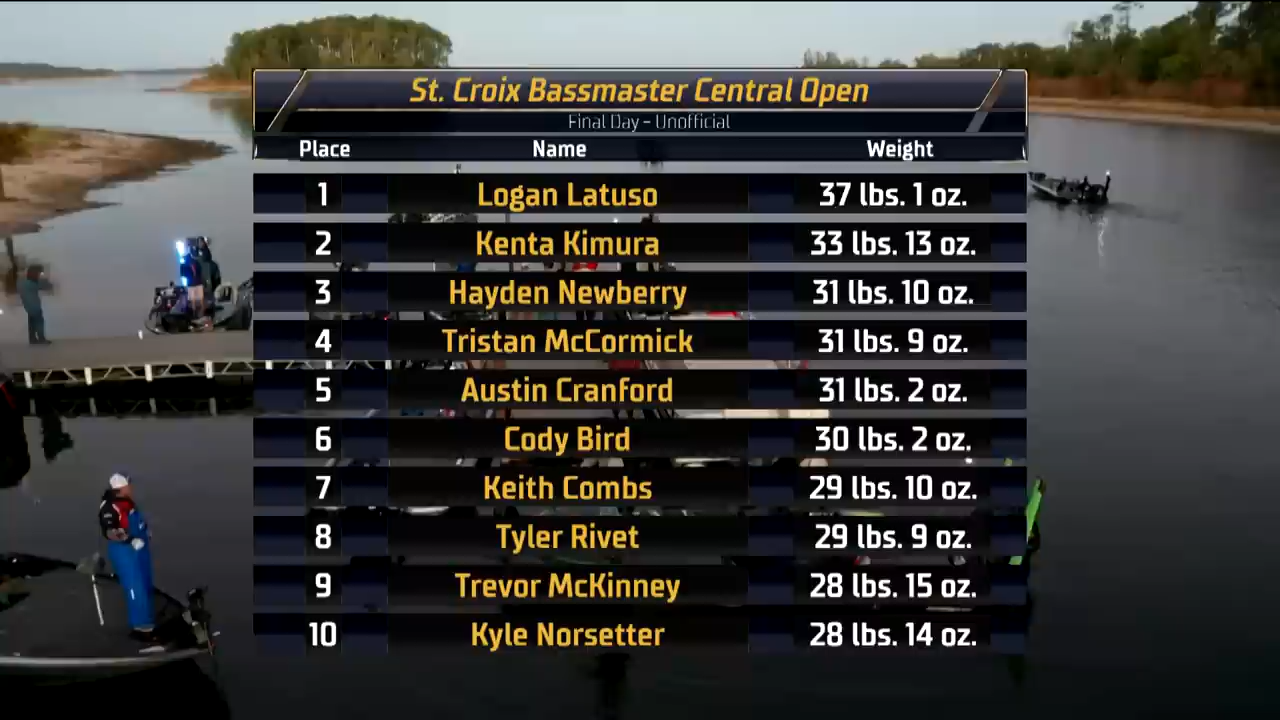 St. Croix Bassmaster Central Open
Final Day - Unofficial
Place Name Weight
1 Logan Latuso 37 lbs. 1 oz.
2 Kenta Kimura 33 lbs. 13 oz.
3 Hayden Newberry 31 lbs. 10 oz.
4 Tristan McCormick 31 lbs. 9 oz.
5 Austin Cranford 31 lbs. 2 oz.
6 Cody Bird 30 lbs. 2 oz.
7 Keith Combs 29 lbs. 10 oz.
8 Tyler Rivet 29 lbs. 9 oz.
9 Trevor McKinney 28 lbs. 15 oz.
10 Kyle Norsetter 28 lbs. 14 oz.